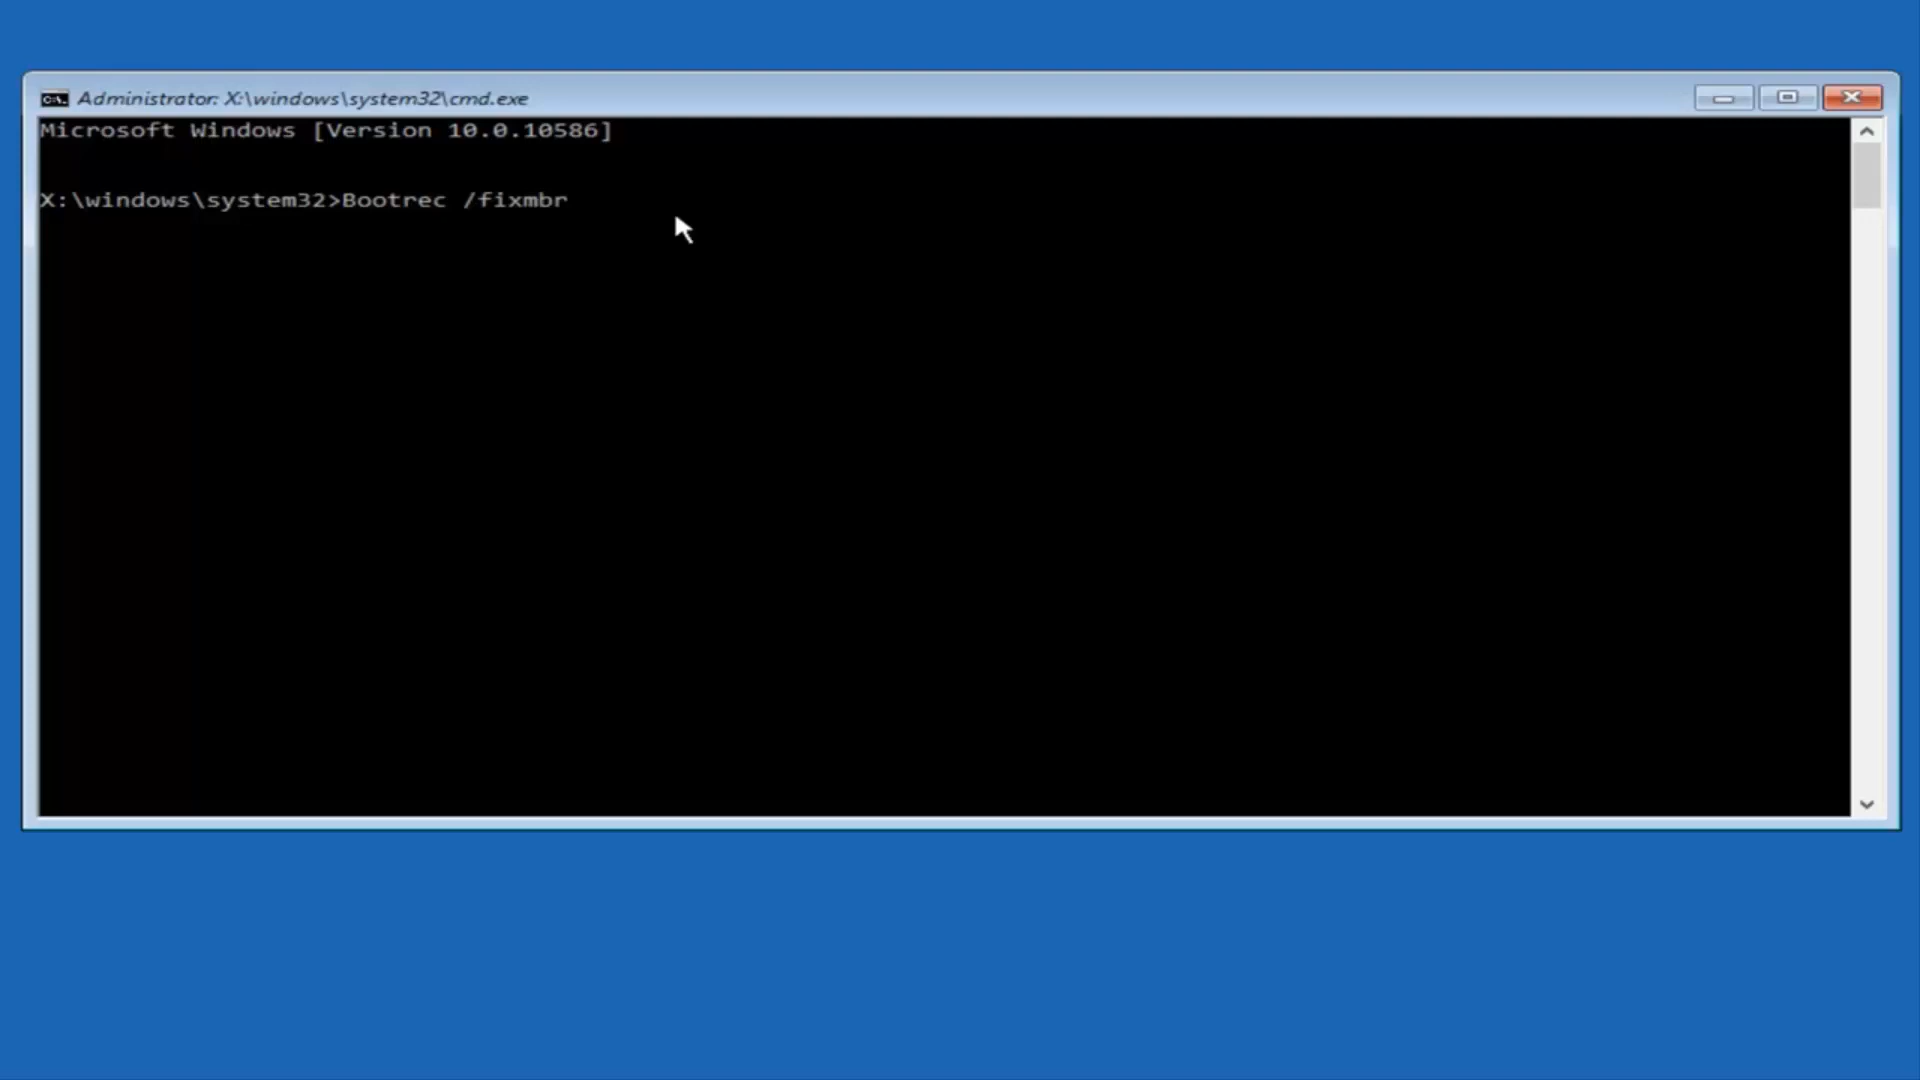 Administrator: X:\windows\system32\cmd.exe
Microsoft Windows [Version 10.0.10586]
X:\windows\system32>Bootrec /fixmbr